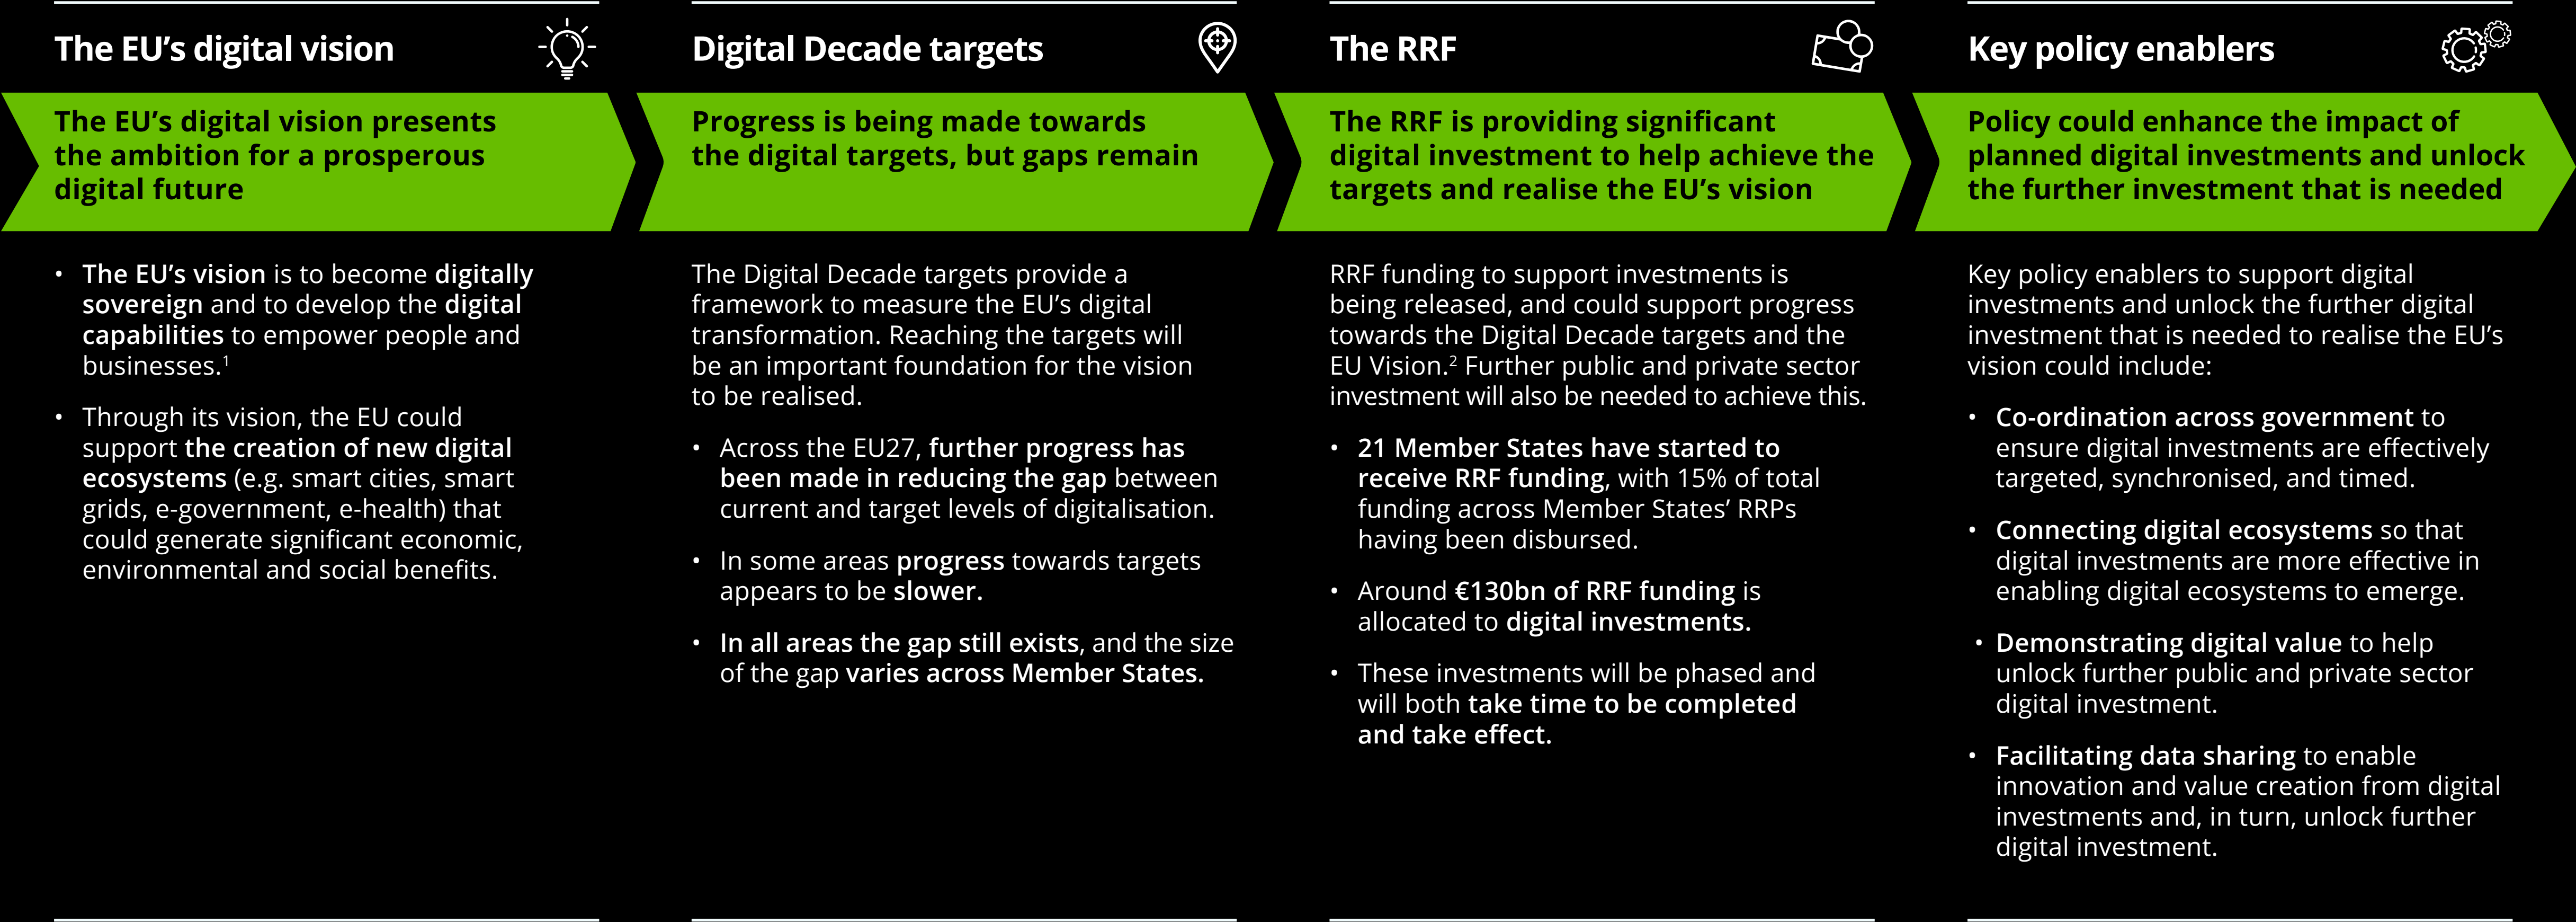 The EU’s digital vision
The EU’s digital vision presents
the ambition for a prosperous
digital future
• The EU’s vision is to become digitally
sovereign and to develop the digital
capabilities to empower people and
businesses.1
• Through its vision, the EU could
support the creation of new digital
ecosystems (e.g. smart cities, smart
grids, e-government, e-health) that
could generate significant economic,
environmental and social benefits.
Digital Decade targets
Progress is being made towards
the digital targets, but gaps remain
The Digital Decade targets provide a
framework to measure the EU’s digital
transformation. Reaching the targets will
be an important foundation for the vision
to be realised.
• Across the EU27, further progress has
been made in reducing the gap between
current and target levels of digitalisation.
• In some areas progress towards targets
appears to be slower.
• In all areas the gap still exists, and the size
of the gap varies across Member States.
The RRF
The RRF is providing significant
digital investment to help achieve the
targets and realise the EU’s vision
RRF funding to support investments is
being released, and could support progress
towards the Digital Decade targets and the
EU Vision.2 Further public and private sector
investment will also be needed to achieve this.
• 21 Member States have started to
receive RRF funding, with 15% of total
funding across Member States’ RRPs
having been disbursed.
• Around €130bn of RRF funding is
allocated to digital investments.
• These investments will be phased and
will both take time to be completed
and take effect.
Key policy enablers
Policy could enhance the impact of
planned digital investments and unlock
the further investment that is needed
Key policy enablers to support digital
investments and unlock the further digital
investment that is needed to realise the EU’s
vision could include:
• Co-ordination across government to
ensure digital investments are effectively
targeted, synchronised, and timed.
• Connecting digital ecosystems so that
digital investments are more effective in
enabling digital ecosystems to emerge.
• Demonstrating digital value to help
unlock further public and private sector
digital investment.
• Facilitating data sharing to enable
innovation and value creation from digital
investments and, in turn, unlock further
digital investment.